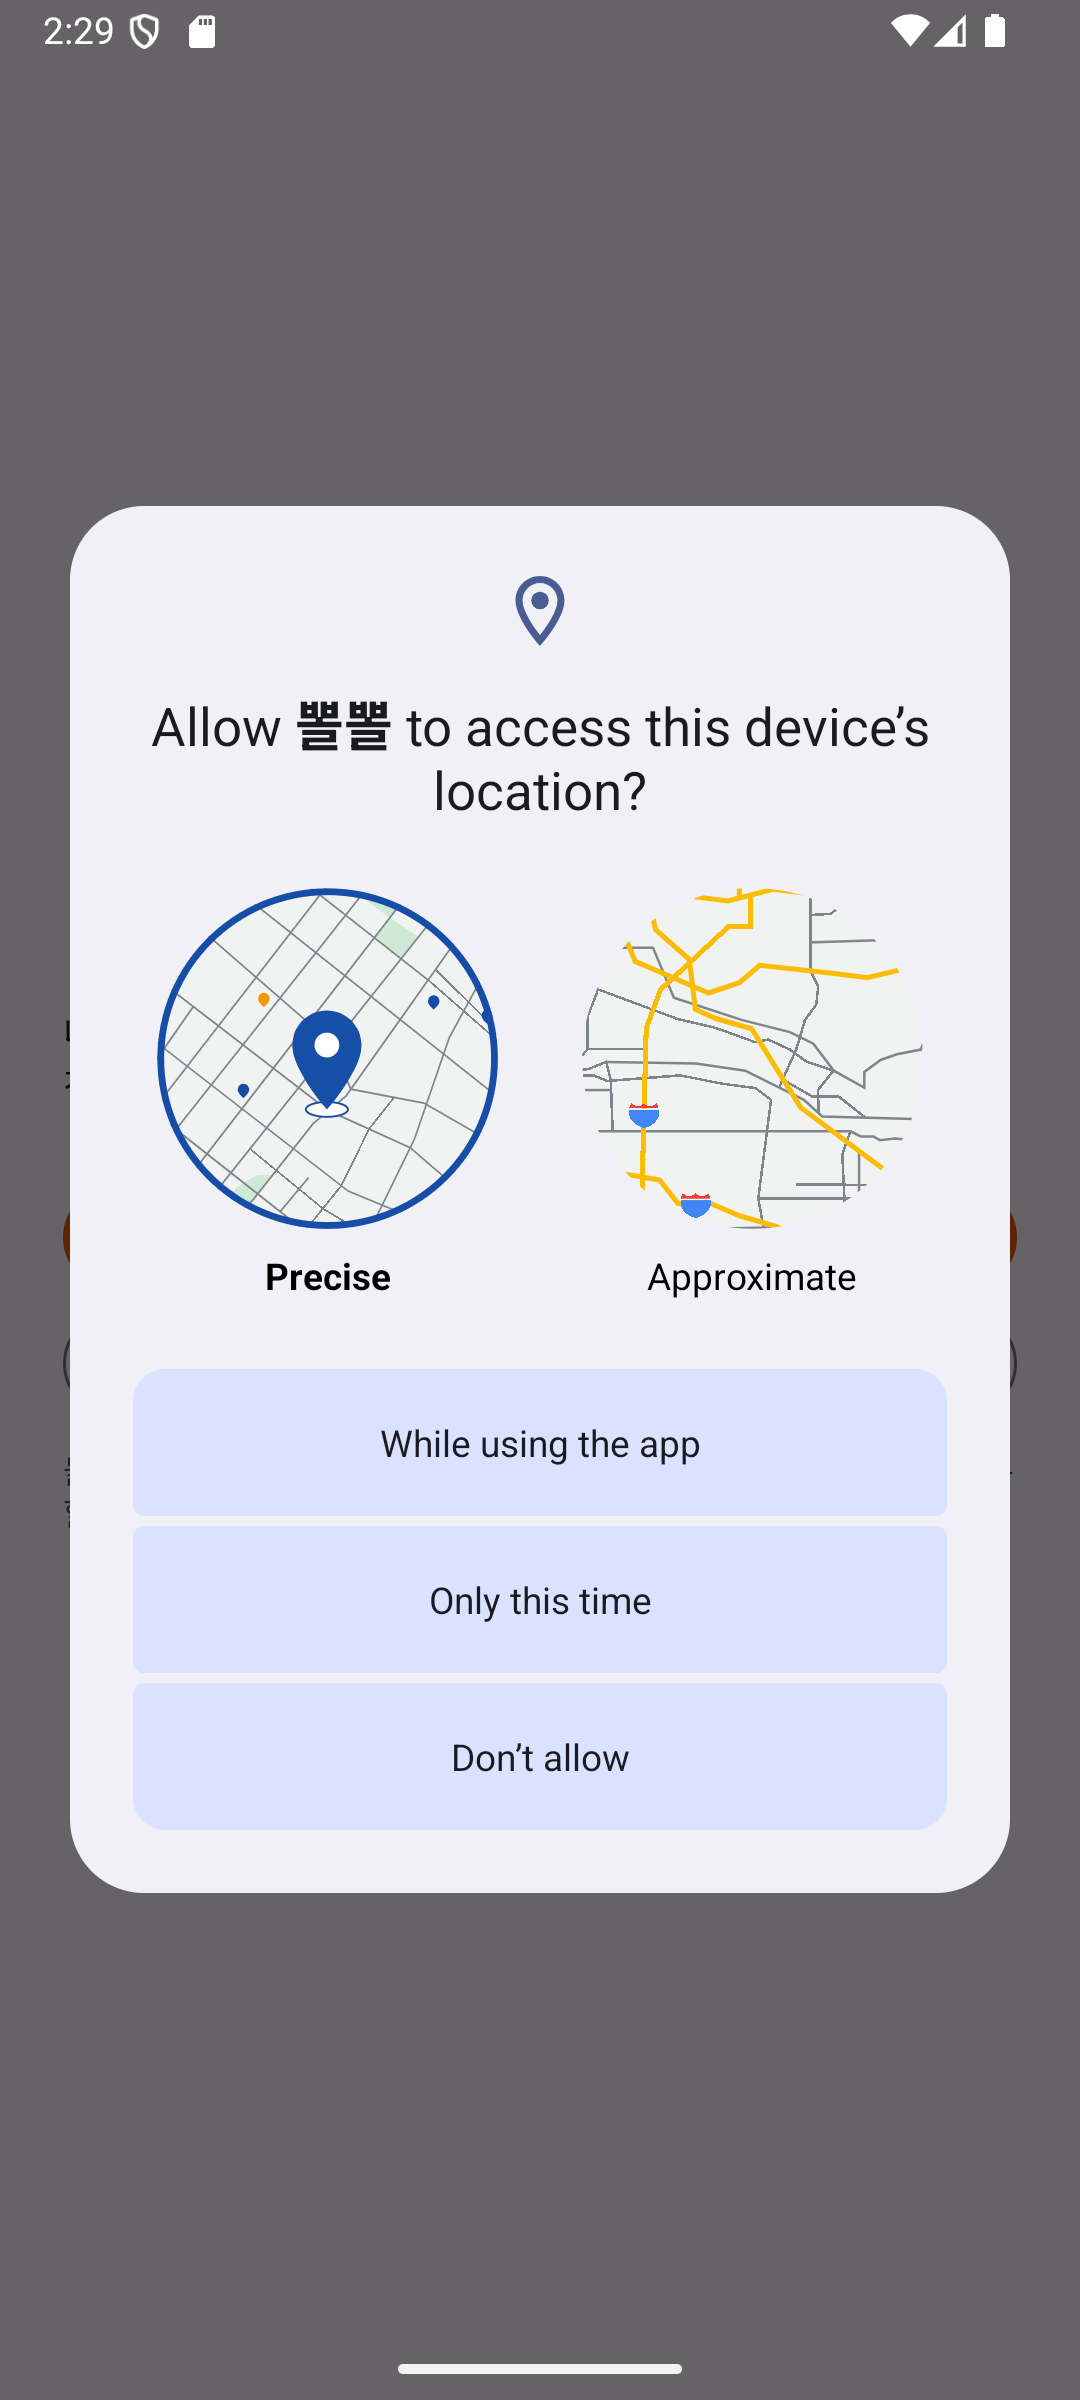 2:29
Allow 뽈뽈 to access this device’s
location?
Precise
Approximate
While using the app
Only this time
Don’t allow